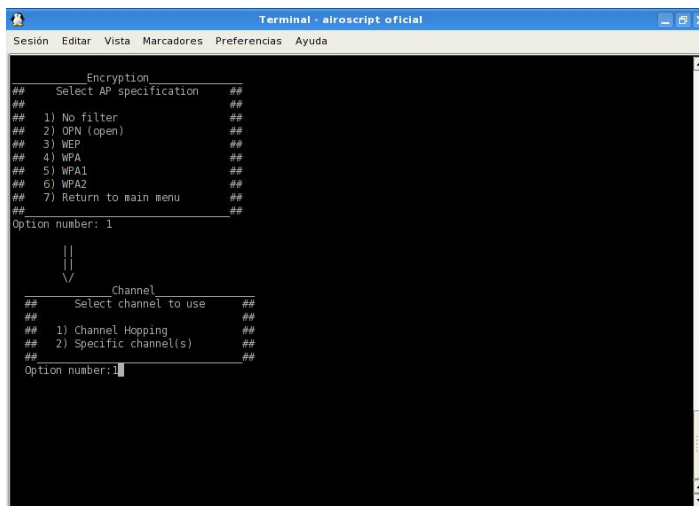 Terminal - airoscript oficial
Sesión Editar Vista Marcadores Preferencias Ayuda
Encryption
## Select AP specification ##
## ##
## 1) No filter ##
## 2) OPN (open) ##
## 3) WEP ##
## 4) WPA ##
## 5) WPA1 ##
## 6) WPA2 ##
## 7) Return to main menu ##
## ##
Option number: 1
||
||
\/
Channel
## Select channel to use ##
## ##
## 1) Channel Hopping ##
## 2) Specific channel(s) ##
## ##
Option number:1